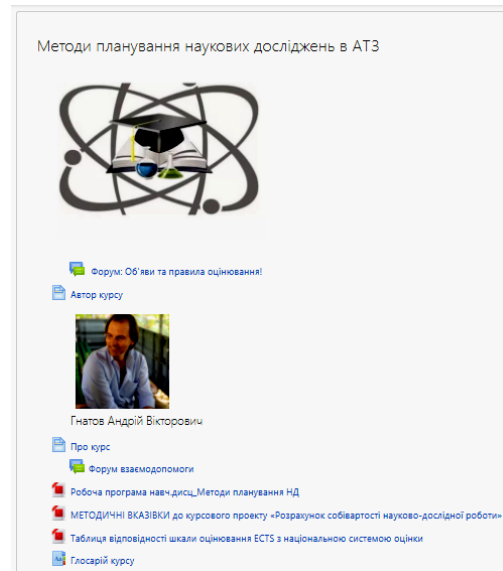 Методи планування наукових досліджень в АТЗ
Форум: Об'яви та правила оцінювання!
Автор курсу
Гнатов Андрій Вікторович
Про курс
Форум взаємодопомоги
Робоча програма навч.дисц_Методи планування НД
МЕТОДИЧНІ ВКАЗІВКИ до курсового проекту «Розрахунок собівартості науково-дослідної роботи»
Таблиця відповідності шкали оцінювання ECTS з національною системою оцінки
Глосарій курсу